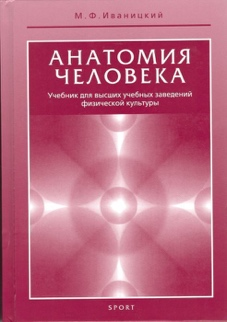 М. Ф. Иваницкий
АНАТОМИЯ
ЧЕЛОВЕКА
Учебник для высших учебных заведений
физической культуры
SPORT